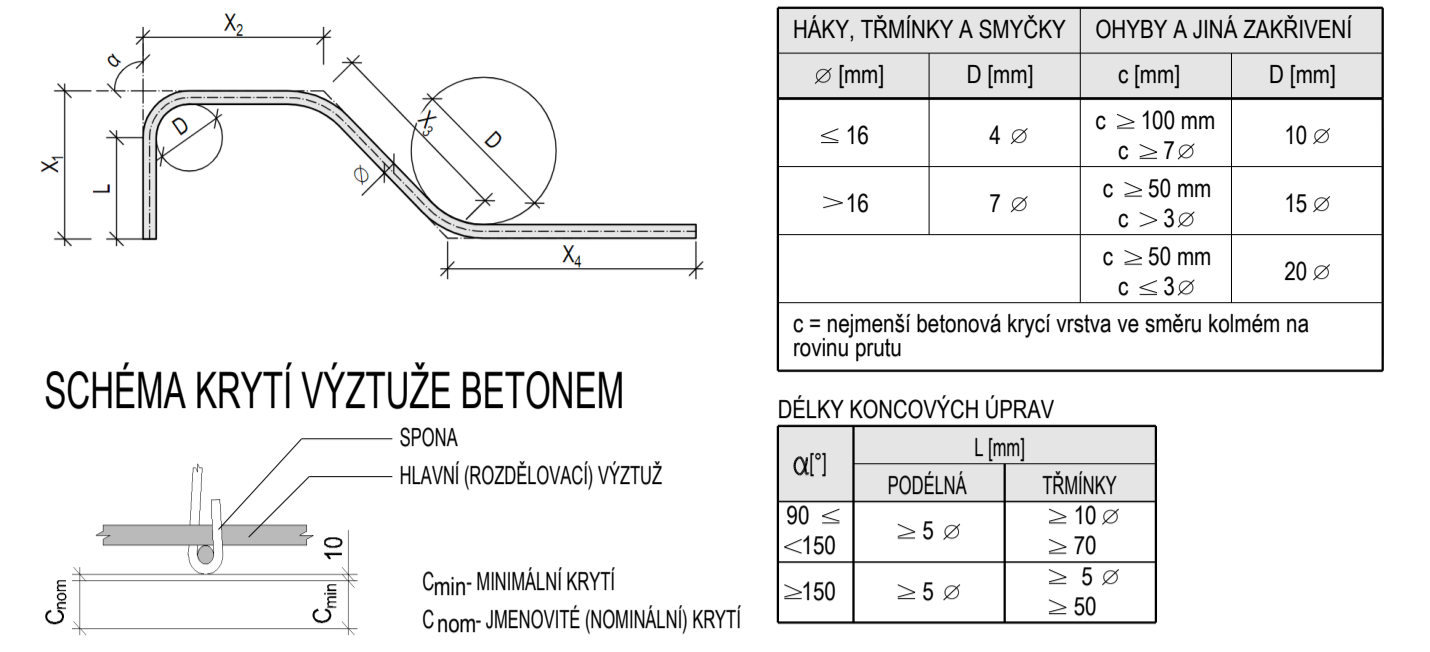 X2
α
D
X3
D
X1
L
∅
X4
HÁKY, TŘMÍNKY A SMYČKY OHYBY A JINÁ ZAKŘIVENÍ
∅ [mm] D [mm] c [mm] D [mm]
≤ 16 4 ∅ c ≥ 100 mm 10 ∅
c ≥ 7∅
>16 7 ∅ c ≥ 50 mm 15 ∅
c > 3∅
c ≥ 50 mm 20 ∅
c ≤ 3∅
c = nejmenší betonová krycí vrstva ve směru kolmém na
rovinu prutu
SCHÉMA KRYTÍ VÝZTUŽE BETONEM
SPONA
HLAVNÍ (ROZDĚLOVACÍ) VÝZTUŽ
10
Cnom
Cmin
Cmin- MINIMÁLNÍ KRYTÍ
Cnom- JMENOVITÉ (NOMINÁLNÍ) KRYTÍ
DÉLKY KONCOVÝCH ÚPRAV
α[°] L [mm]
PODÉLNÁ TŘMÍNKY
90 ≤ ≥ 5 ∅ ≥ 10 ∅
<150 ≥ 70
≥150 ≥ 5 ∅ ≥ 5 ∅
≥ 50